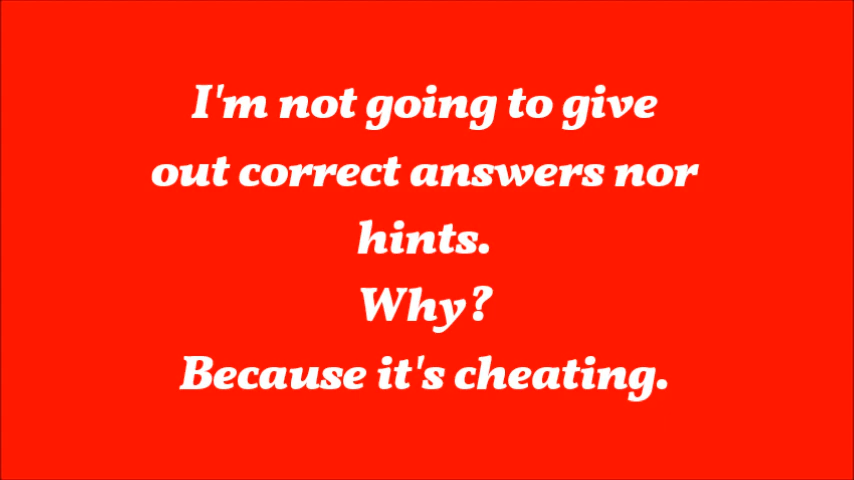 I'm not going to give
out correct answers nor
hints.
Why?
Because it's cheating.